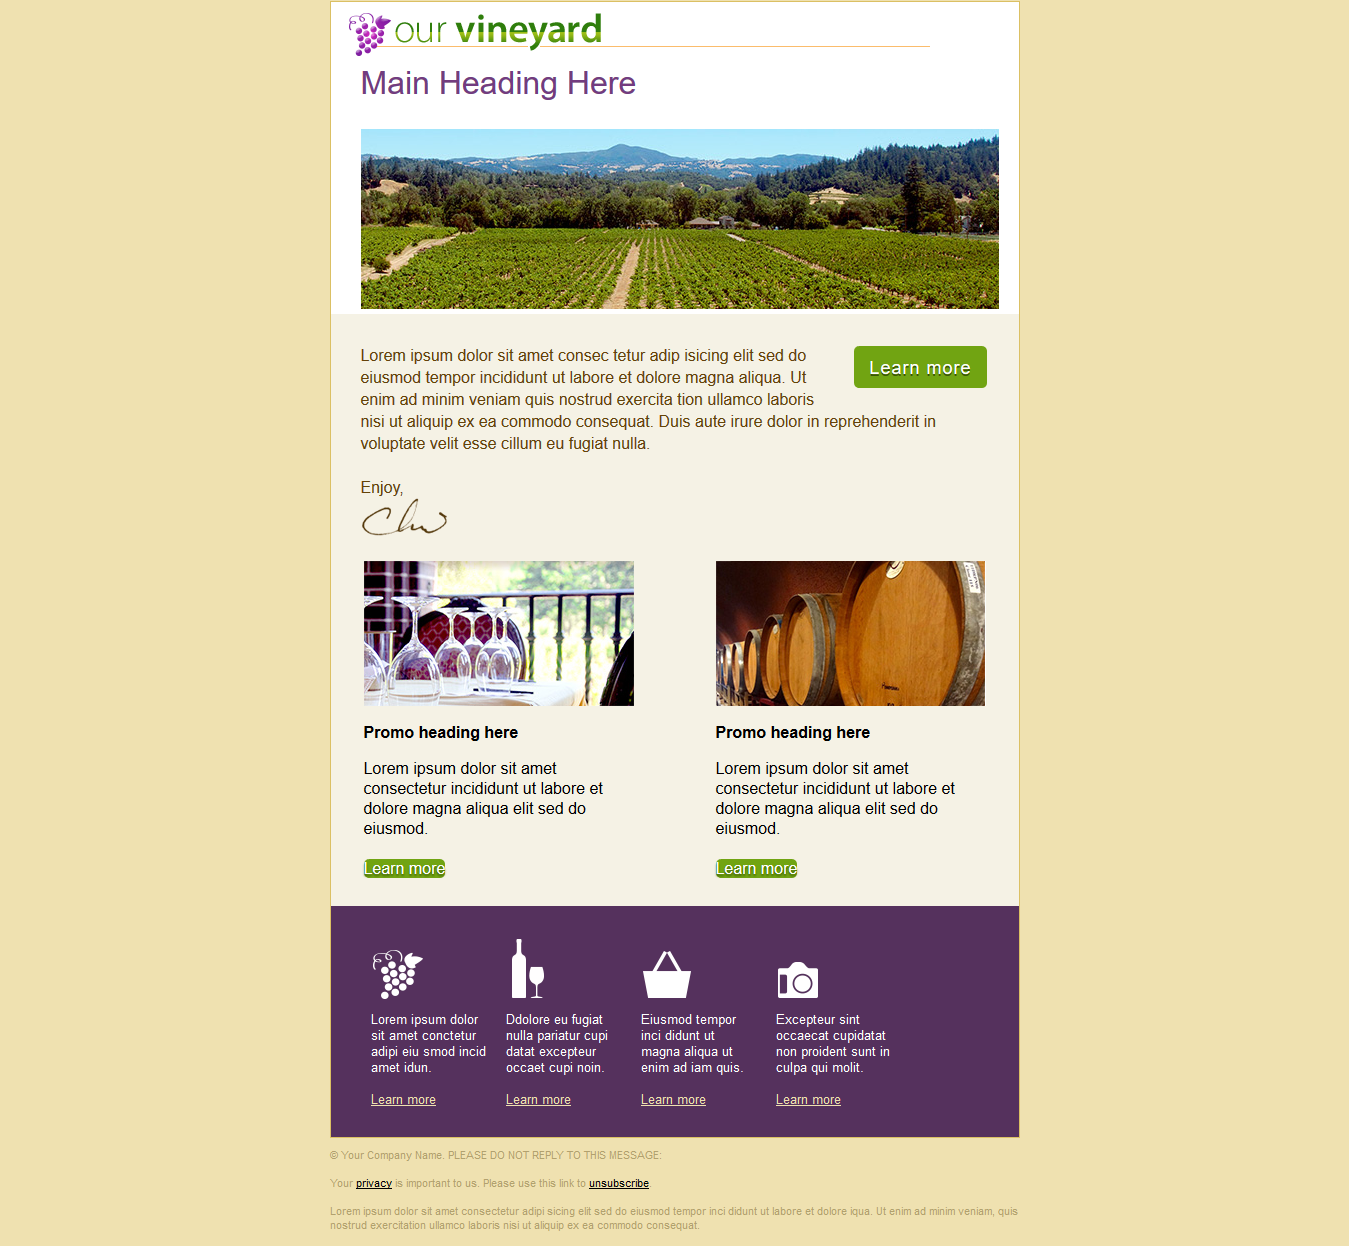 our vineyard
Main Heading Here
Lorem ipsum dolor sit amet consec tetur adip isicing elit sed do
eiusmod tempor incididunt ut labore et dolore magna aliqua. Ut
enim ad minim veniam quis nostrud exercita tion ullamco laboris
nisi ut aliquip ex ea commodo consequat. Duis aute irure dolor in reprehenderit in
voluptate velit esse cillum eu fugiat nulla.
Learn more
Enjoy,
Promo heading here
Lorem ipsum dolor sit amet
consectetur incididunt ut labore et
dolore magna aliqua elit sed do
eiusmod.
Learn more
Promo heading here
Lorem ipsum dolor sit amet
consectetur incididunt ut labore et
dolore magna aliqua elit sed do
eiusmod.
Learn more
Lorem ipsum dolor
sit amet conctetur
adipi eiu smod incid
amet idun.
Learn more
Ddolore eu fugiat
nulla pariatur cupi
datat excepteur
occaet cupi noin.
Learn more
Eiusmod tempor
inci didunt ut
magna aliqua ut
enim ad iam quis.
Learn more
Excepteur sint
occaecat cupidatat
non proident sunt in
culpa qui molit.
Learn more
© Your Company Name. PLEASE DO NOT REPLY TO THIS MESSAGE:
Your privacy is important to us. Please use this link to unsubscribe.
Lorem ipsum dolor sit amet consectetur adipi sicing elit sed do eiusmod tempor inci didunt ut labore et dolore iqua. Ut enim ad minim veniam, quis
nostrud exercitation ullamco laboris nisi ut aliquip ex ea commodo consequat.